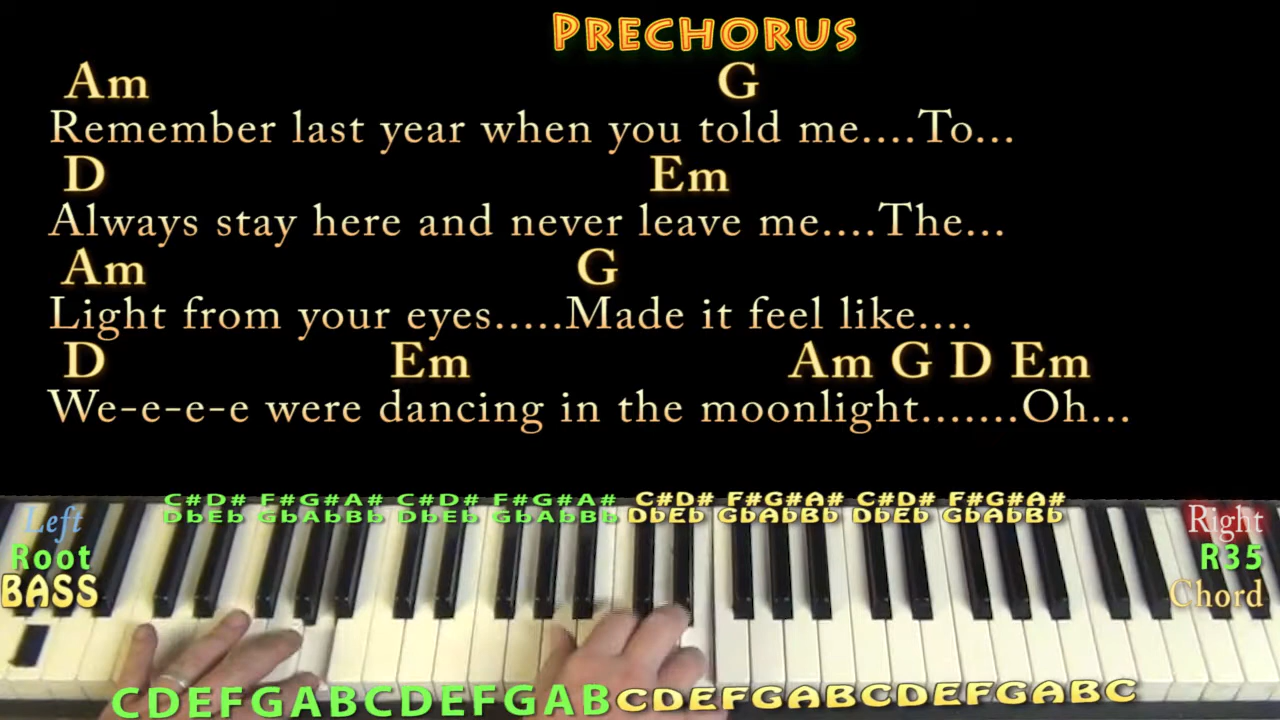 PRECHORUS
Am G
Remember last year when you told me....To...
D Em
Always stay here and never leave me....The...
Am G
Light from your eyes.....Made it feel like....
D Em Am G D Em
We-e-e-e were dancing in the moonlight.......Oh...
C#D# F#G#A# C#D# F#G#A# C#D# F#G#A# C#D# F#G#A#
DbEb GbAbBb DbEb GbAbBb DbEb GbAbBb DbEb GbAbBb
Left
Root
BASS
Right
R35
Chord
CDEFGABCDEFGABCDEFGABCDEFGABC